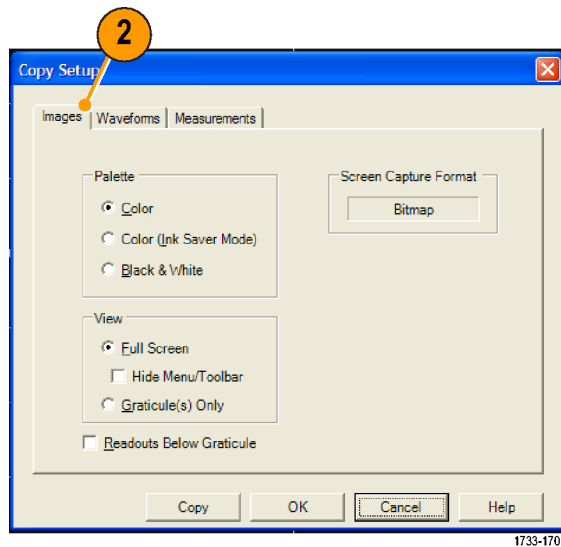 2
Copy Setup
Images Waveforms Measurements
Palette
Color
Color (Ink Saver Mode)
Black & White
Screen Capture Format
Bitmap
View
Full Screen
Hide Menu/Toolbar
Graticule(s) Only
Readouts Below Graticule
Copy OK Cancel Help
1733-170